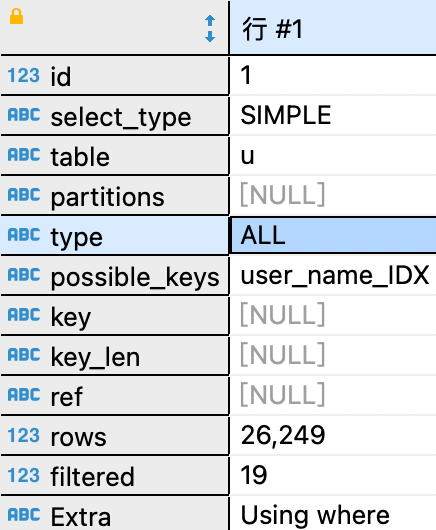 行 #1
123 id 1
ABC select_type SIMPLE
ABC table u
ABC partitions [NULL]
ABC type ALL
ABC possible_keys user_name_IDX
ABC key [NULL]
ABC key_len [NULL]
ABC ref [NULL]
123 rows 26,249
123 filtered 19
ABC Extra Using where